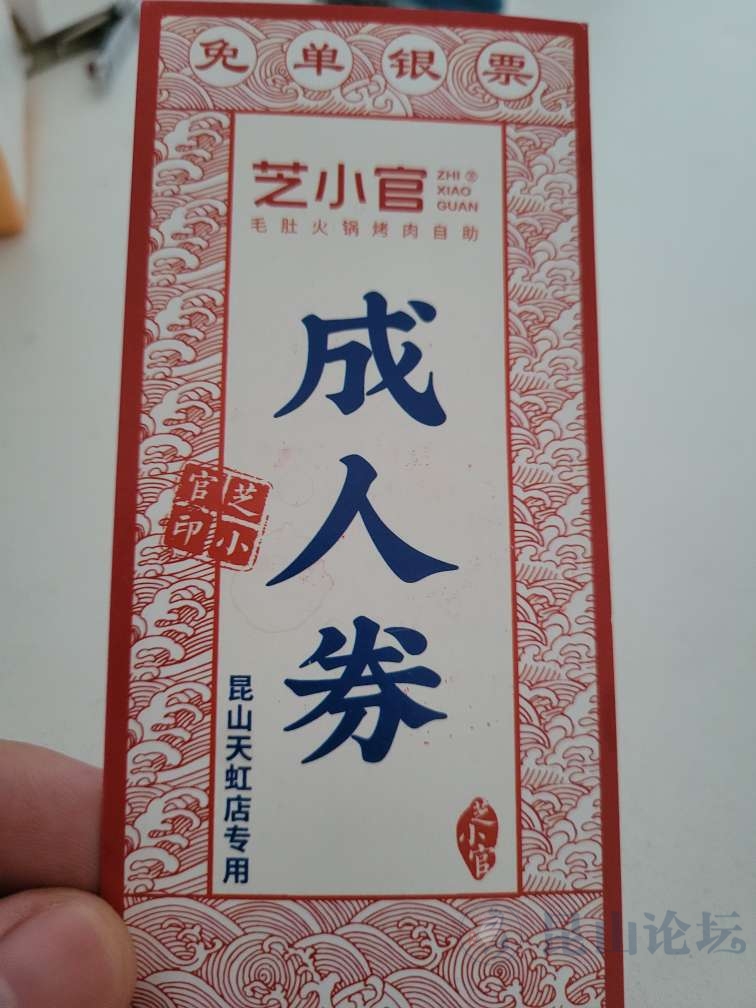 免单银票
芝小官
ZHI
XIAO
GUAN
毛肚火锅烤肉自助
成人券
芝小
官印
昆山天虹店专用
芝小官
昆山论坛